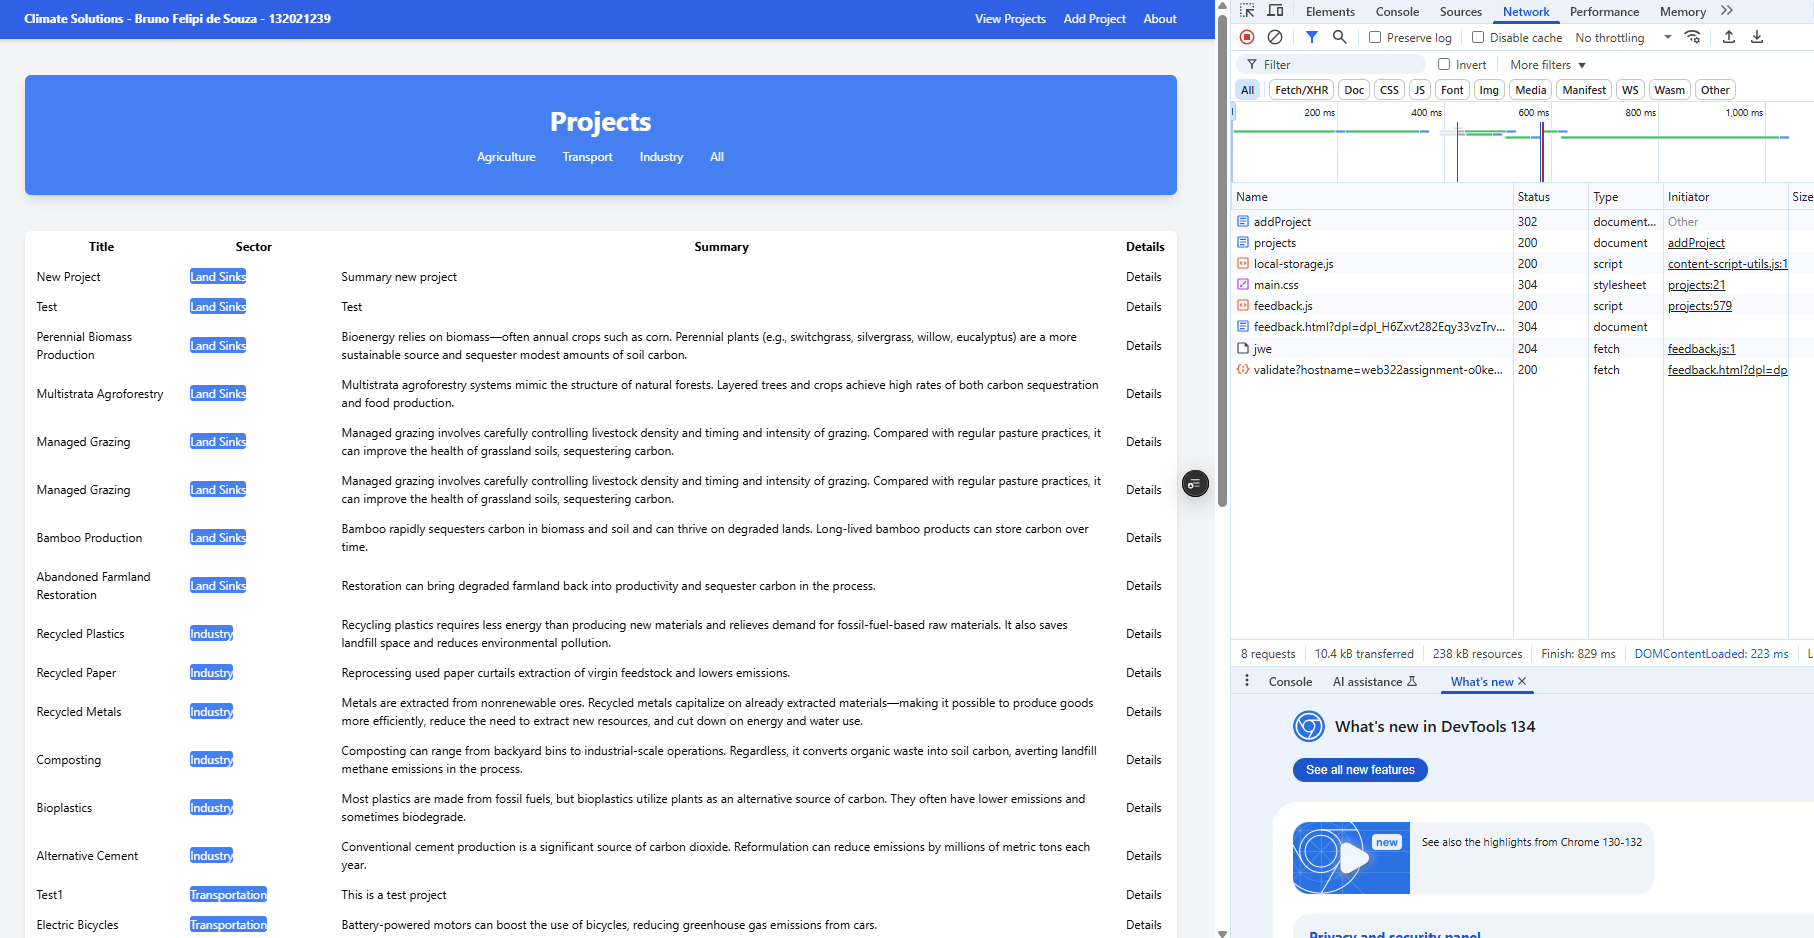 Climate Solutions - Bruno Felipi de Souza - 132021239
View Projects Add Project About
Projects
Agriculture Transport Industry All
Title Sector Summary Details
New Project Land Sinks Summary new project Details
Test Land Sinks Test Details
Perennial Biomass Production Land Sinks Bioenergy relies on biomass—often annual crops such as corn. Perennial plants (e.g., switchgrass, silvergrass, willow, eucalyptus) are a more
sustainable source and sequester modest amounts of soil carbon. Details
Multistrata Agroforestry Land Sinks Multistrata agroforestry systems mimic the structure of natural forests. Layered trees and crops achieve high rates of both carbon sequestration
and food production. Details
Managed Grazing Land Sinks Managed grazing involves carefully controlling livestock density and timing and intensity of grazing. Compared with regular pasture practices, it
can improve the health of grassland soils, sequestering carbon. Details
Managed Grazing Land Sinks Managed grazing involves carefully controlling livestock density and timing and intensity of grazing. Compared with regular pasture practices, it
can improve the health of grassland soils, sequestering carbon. Details
Bamboo Production Land Sinks Bamboo rapidly sequesters carbon in biomass and soil and can thrive on degraded lands. Long-lived bamboo products can store carbon over
time. Details
Abandoned Farmland Restoration Land Sinks Restoration can bring degraded farmland back into productivity and sequester carbon in the process. Details
Recycled Plastics Industry Recycling plastics requires less energy than producing new materials and relieves demand for fossil-fuel-based raw materials. It also saves
landfill space and reduces environmental pollution. Details
Recycled Paper Industry Reprocessing used paper curtails extraction of virgin feedstock and lowers emissions. Details
Recycled Metals Industry Metals are extracted from nonrenewable ores. Recycled metals capitalize on already extracted materials—making it possible to produce goods
more efficiently, reduce the need to extract new resources, and cut down on energy and water use. Details
Composting Industry Composting can range from backyard bins to industrial-scale operations. Regardless, it converts organic waste into soil carbon, averting landfill
methane emissions in the process. Details
Bioplastics Industry Most plastics are made from fossil fuels, but bioplastics utilize plants as an alternative source of carbon. They often have lower emissions and
sometimes biodegrade. Details
Alternative Cement Industry Conventional cement production is a significant source of carbon dioxide. Reformulation can reduce emissions by millions of metric tons each
year. Details
Test1 Transportation This is a test project Details
Electric Bicycles Transportation Battery-powered motors can boost the use of bicycles, reducing greenhouse gas emissions from cars. Details
Elements Console Sources Network Performance Memory
Preserve log Disable cache No throttling
Filter Invert More filters
All Fetch/XHR Doc CSS JS Font Img Media Manifest WS Wasm Other
200 ms 400 ms 600 ms 800 ms 1,000 ms
Name Status Type Initiator Size
addProject 302 document... Other
projects 200 document addProject
local-storage.js 200 script content-script-utils.js:1
main.css 304 stylesheet projects:21
feedback.js 200 script projects:579
feedback.html?dpl=dpl_H6Zxvt282Eqy33vzTrv... 304 document
jwe 204 fetch feedback.js:1
validate?hostname=web322assignment-o0ke... 200 fetch feedback.html?dpl=dp
8 requests 10.4 kB transferred 238 kB resources Finish: 829 ms DOMContentLoaded: 223 ms L
Console AI assistance What's new
What's new in DevTools 134
See all new features
new
See also the highlights from Chrome 130-132
Privacy and security panel